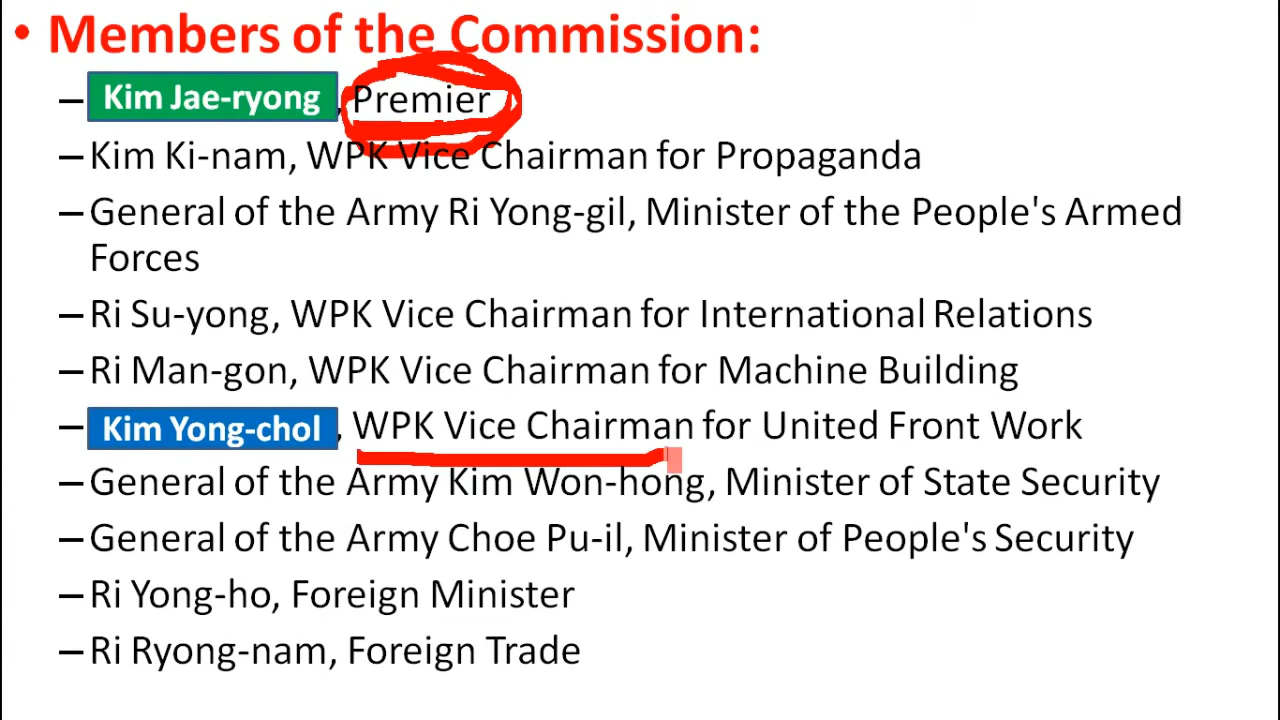 • Members of the Commission:
– Kim Jae-ryong, Premier
– Kim Ki-nam, WPK Vice Chairman for Propaganda
– General of the Army Ri Yong-gil, Minister of the People's Armed
Forces
– Ri Su-yong, WPK Vice Chairman for International Relations
– Ri Man-gon, WPK Vice Chairman for Machine Building
– Kim Yong-chol, WPK Vice Chairman for United Front Work
– General of the Army Kim Won-hong, Minister of State Security
– General of the Army Choe Pu-il, Minister of People's Security
– Ri Yong-ho, Foreign Minister
– Ri Ryong-nam, Foreign Trade